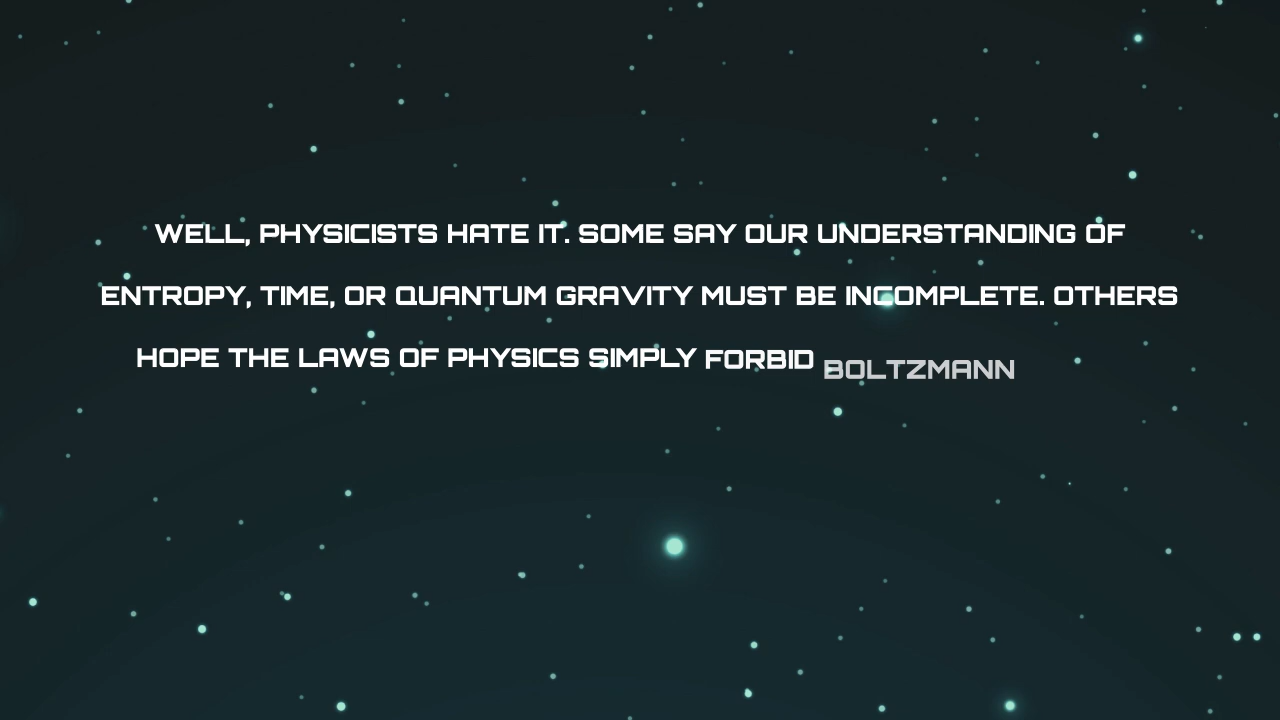 WELL, PHYSICISTS HATE IT. SOME SAY OUR UNDERSTANDING OF
ENTROPY, TIME, OR QUANTUM GRAVITY MUST BE INCOMPLETE. OTHERS
HOPE THE LAWS OF PHYSICS SIMPLY FORBID BOLTZMANN